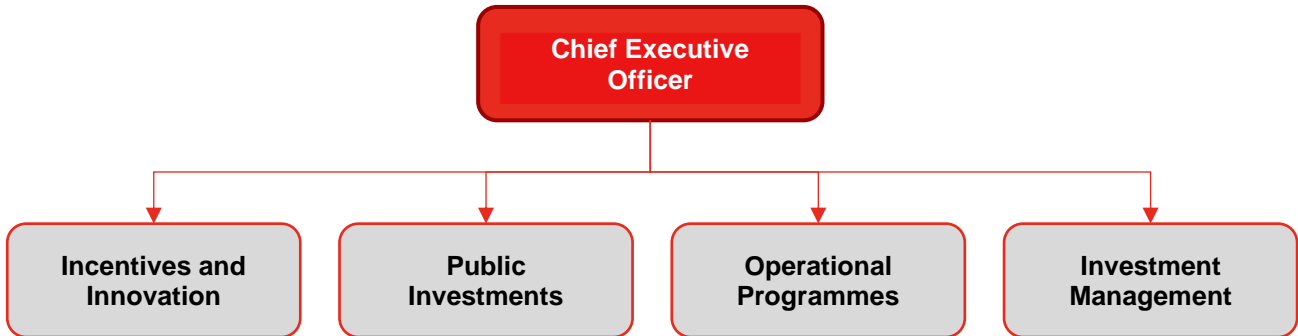 Chief Executive
Officer
Incentives and
Innovation
Public
Investments
Operational
Programmes
Investment
Management